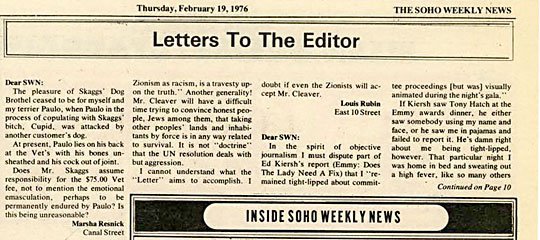 Thursday, February 19, 1976
THE SOHO WEEKLY NEWS
Letters To The Editor
Dear SWN:
The pleasure of Skaggs' Dog
Brothel ceased to be for myself and
my terrier Paulo, when Paulo in the
process of copulating with Skaggs'
bitch, Cupid, was attacked by
another customer's dog.
At present, Paulo lies on his back
at the Vet's with his bones un-
sheathed and his cock out of joint.
Does Mr. Skaggs assume
responsibility for the $75.00 Vet
fee, not to mention the emotional
emasculation, perhaps to be
permanently endured by Paulo? Is
this being unreasonable?
Marsha Resnick
Canal Street
Zionism as racism, is a travesty up-
on the truth." Another generality!
Mr. Cleaver will have a difficult
time trying to convince honest peo-
ple, Jews among them, that taking
other peoples' lands and inhabi-
tants by force is in any way related
to survival. It is not "doctrine"
that the UN resolution deals with
but aggression.
I cannot understand what the
"Letter" aims to accomplish. I
doubt if even the Zionists will ac-
cept Mr. Cleaver.
Louis Rubin
East 10 Street
Dear SWN:
In the spirit of objective
journalism I must dispute part of
Ed Kiersh's report (Emmy: Does
The Lady Need A Fix) that I "re-
mained tight-lipped about commit-
tee proceedings [but was] visually
animated during the night's gala."
If Kiersh saw Tony Hatch at the
Emmy awards dinner, he either
saw somebody using my name and
face, or he saw me in pajamas and
failed to report it. He's damn right
about me being tight-lipped,
however. That particular night I
was home in bed and sweating out
a high fever, like so many others
Continued on Page 10
INSIDE SOHO WEEKLY NEWS